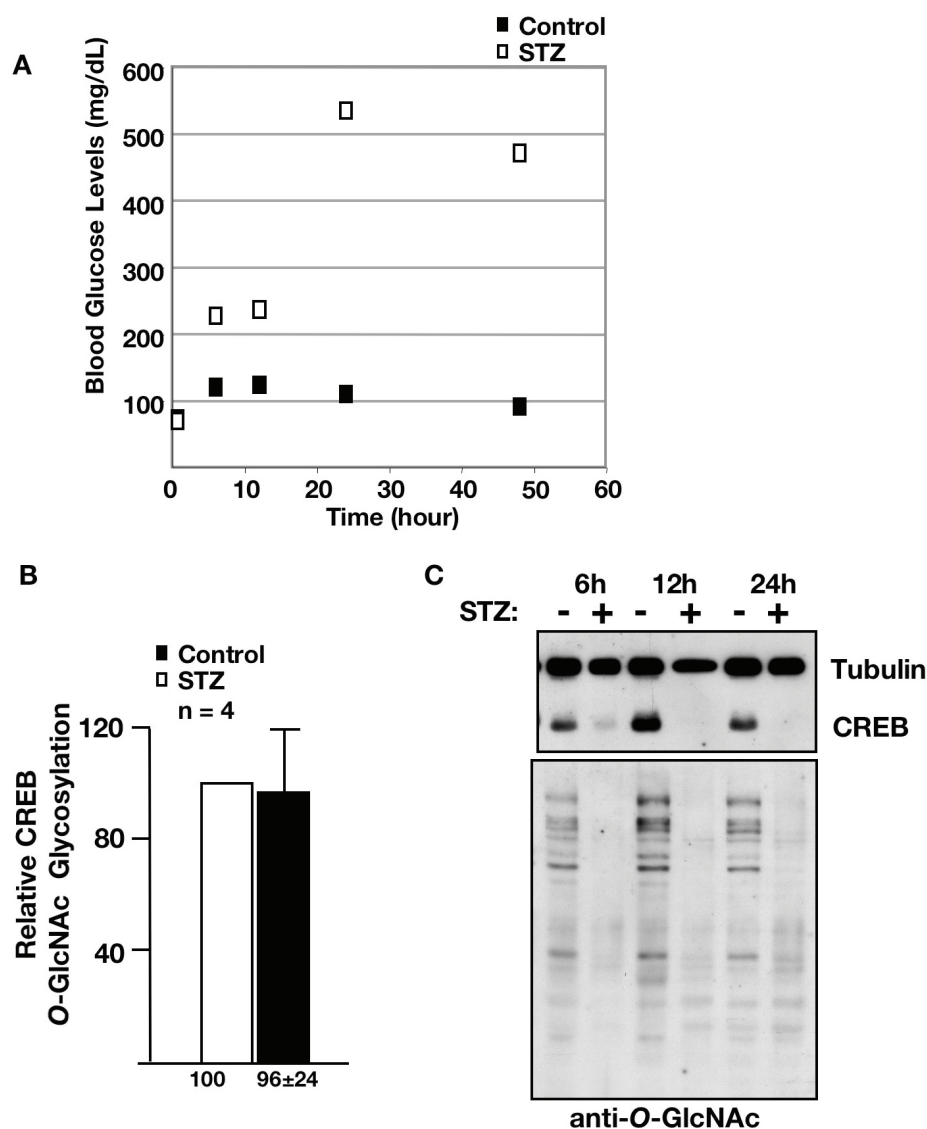 A
Control
STZ
Blood Glucose Levels (mg/dL)
600
500
400
300
200
100
0 10 20 30 40 50 60
Time (hour)
B
Control
STZ
n = 4
Relative CREB
O-GlcNAc Glycosylation
120
80
40
100 96±24
C
6h 12h 24h
STZ: - + - + - +
Tubulin
CREB
anti-O-GlcNAc